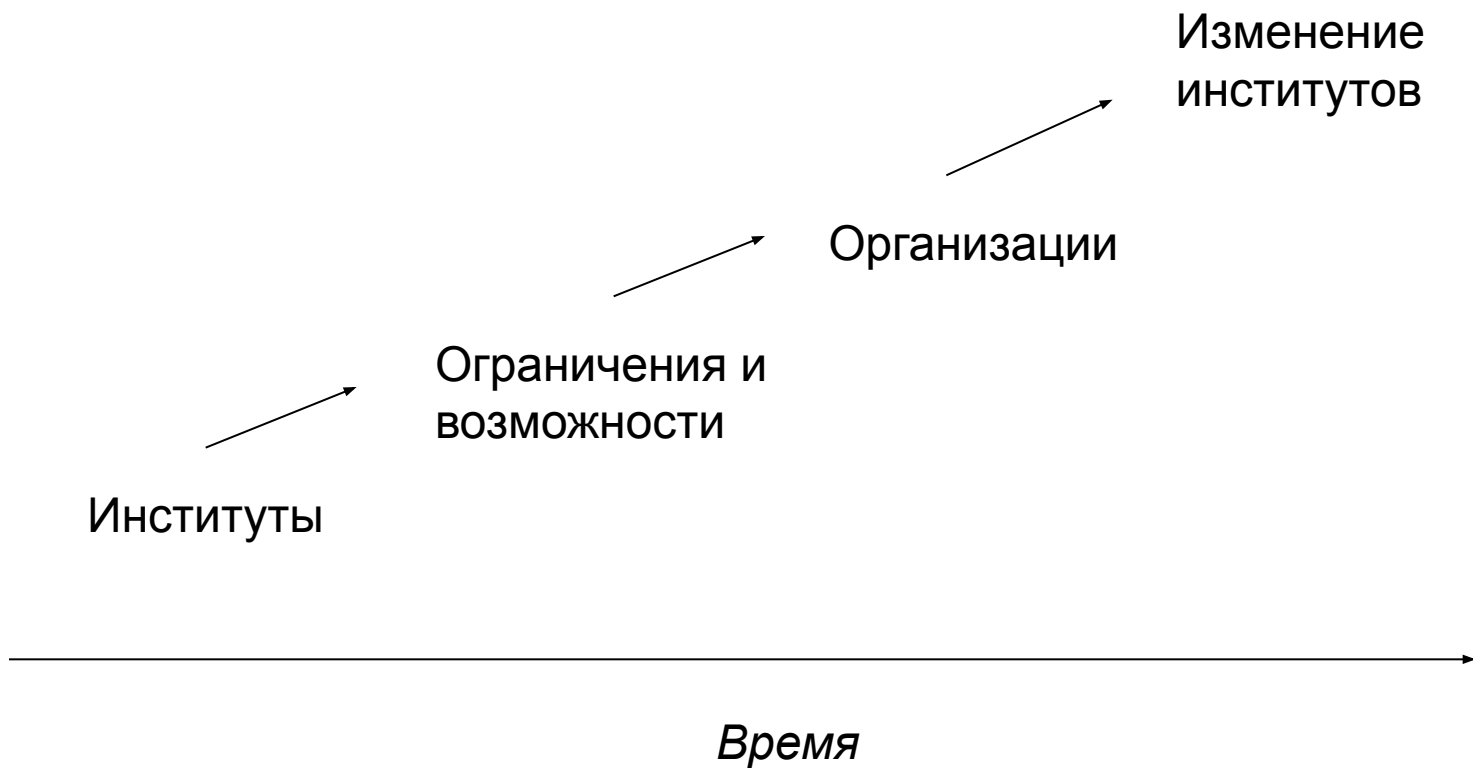 Изменение
институтов
Организации
Ограничения и
возможности
Институты
Время